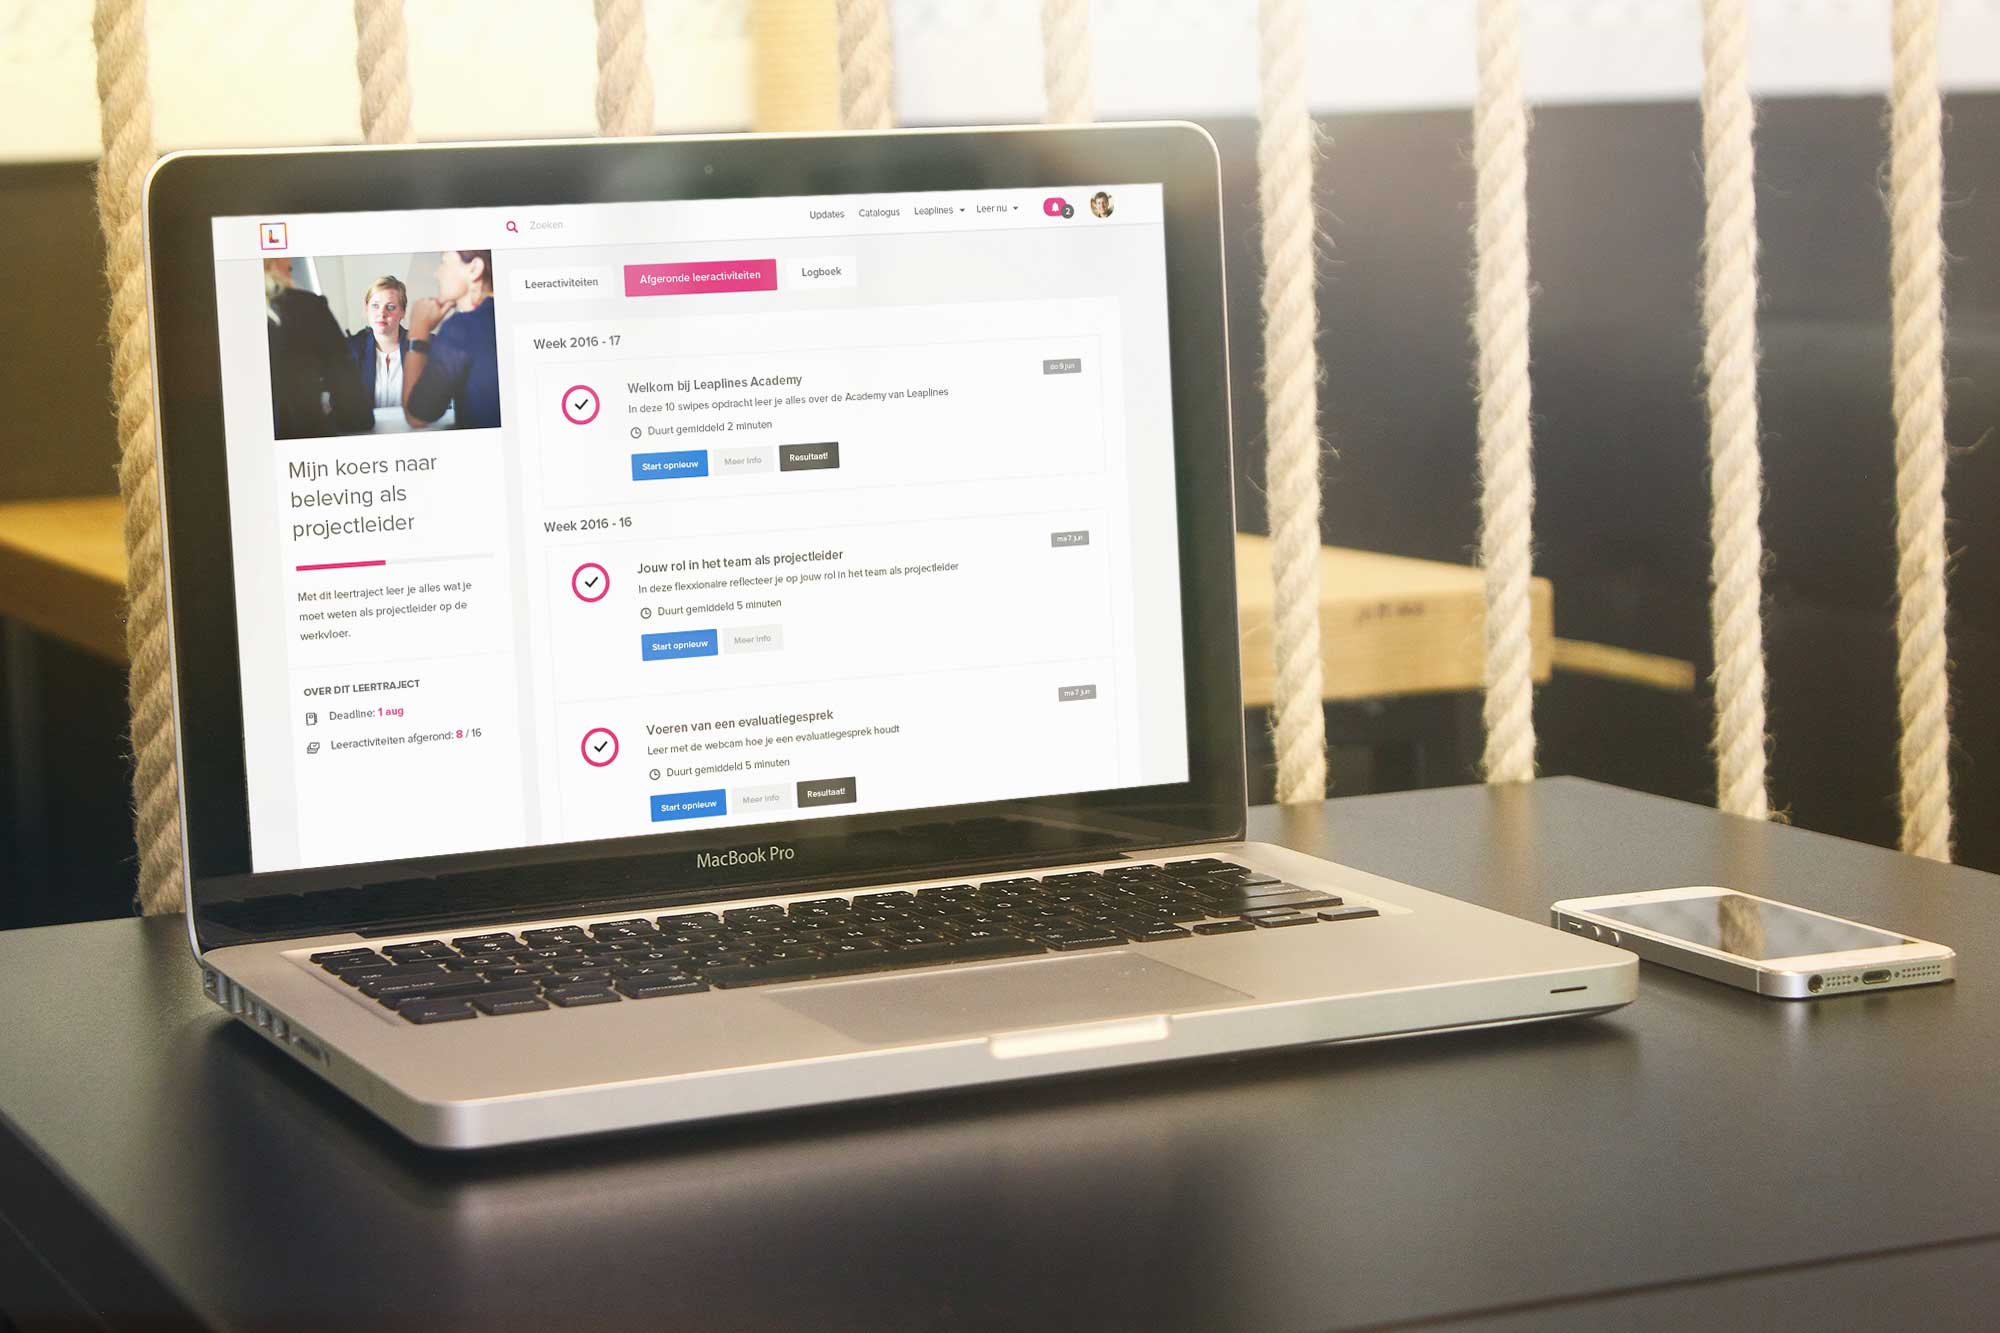 L
Zoeken
Updates Catalogus Leaplines Leer nu
2
Leeractiviteiten Afgeronde leeractiviteiten Logboek
Mijn koers naar
beleving als
projectleider
Met dit leertraject leer je alles wat je
moet weten als projectleider op de
werkvloer.
OVER DIT LEERTRAJECT
Deadline: 1 aug
Leeractiviteiten afgerond: 8 / 16
Week 2016 - 17
do 9 jun
Welkom bij Leaplines Academy
In deze 10 swipes opdracht leer je alles over de Academy van Leaplines
Duurt gemiddeld 2 minuten
Start opnieuw Meer info Resultaat!
Week 2016 - 16
ma 7 jun
Jouw rol in het team als projectleider
In deze flexxionaire reflecteer je op jouw rol in het team als projectleider
Duurt gemiddeld 5 minuten
Start opnieuw Meer info
ma 7 jun
Voeren van een evaluatiegesprek
Leer met de webcam hoe je een evaluatiegesprek houdt
Duurt gemiddeld 5 minuten
Start opnieuw Meer info Resultaat!
MacBook Pro